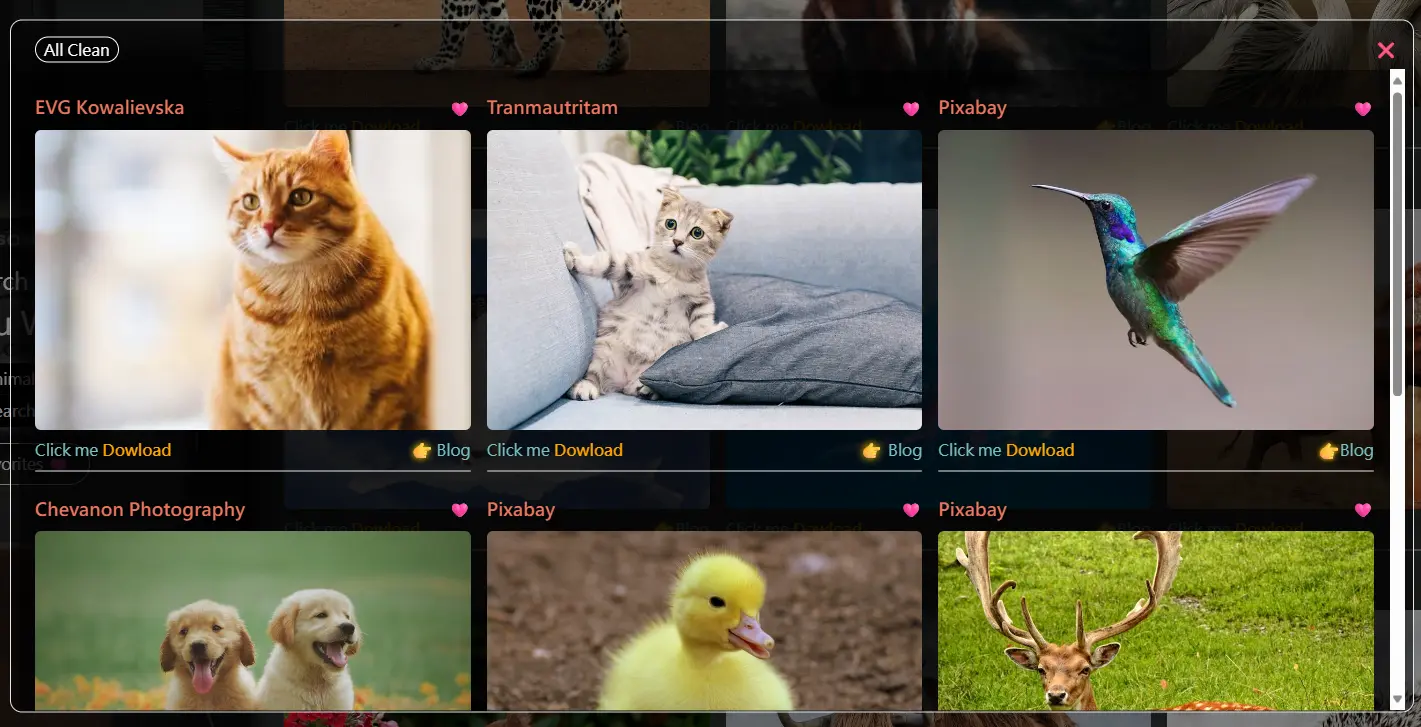 All Clean
EVG Kowalievska
Tranmautritam
Pixabay
Click me Dowload
👉 Blog
Click me Dowload
👉 Blog
Click me Dowload
👉Blog
Chevanon Photography
Pixabay
Pixabay